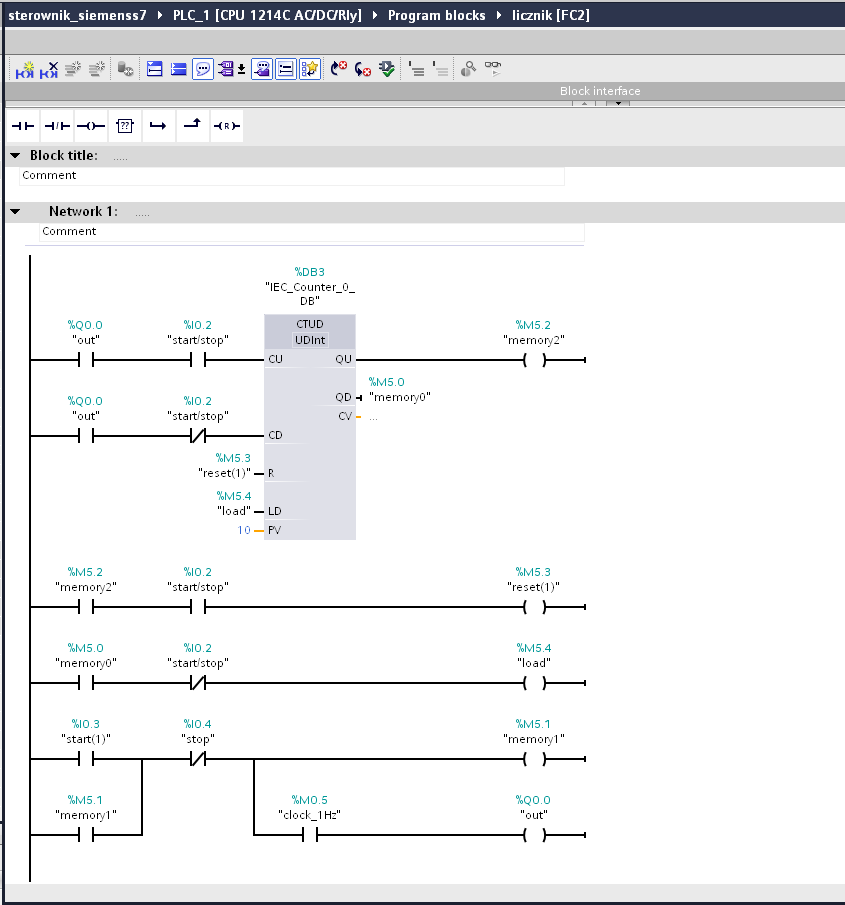 sterownik_siemenss7 ▸ PLC_1 [CPU 1214C AC/DC/Rly] ▸ Program blocks ▸ licznik [FC2]
Block interface
??
(R)
Block title: .....
Comment
Network 1: .....
Comment
%DB3
"IEC_Counter_0_
DB"
%Q0.0 %I0.2 CTUD %M5.2
"out" "start/stop" UDInt "memory2"
CU QU
%M5.0
%Q0.0 %I0.2 QD "memory0"
"out" "start/stop" CV ...
CD
%M5.3
"reset(1)" R
%M5.4
"load" LD
10 PV
%M5.2 %I0.2 %M5.3
"memory2" "start/stop" "reset(1)"
%M5.0 %I0.2 %M5.4
"memory0" "start/stop" "load"
%I0.3 %I0.4 %M5.1
"start(1)" "stop" "memory1"
%M5.1 %M0.5 %Q0.0
"memory1" "clock_1Hz" "out"